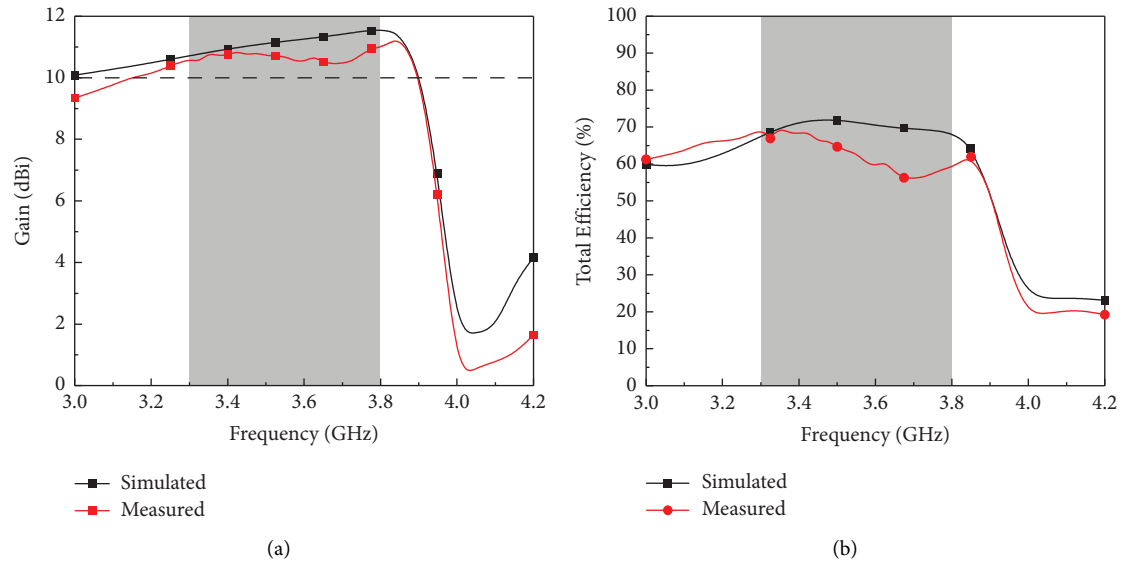 12
10
8
6
4
2
0
Gain (dBi)
3.0 3.2 3.4 3.6 3.8 4.0 4.2
Frequency (GHz)
Simulated
Measured
(a)
100
90
80
70
60
50
40
30
20
10
0
Total Efficiency (%)
3.0 3.2 3.4 3.6 3.8 4.0 4.2
Frequency (GHz)
Simulated
Measured
(b)